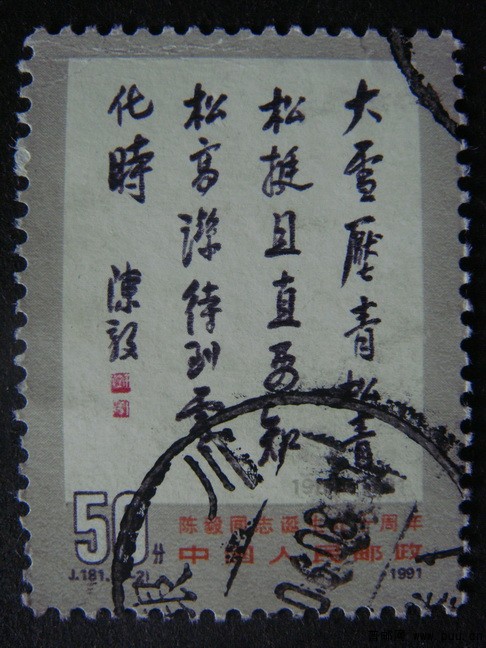 大雪壓青松青
松挺且直要知
松高潔待到雪
化時 陳毅
50分
陈毅同志诞生九十周年
中国人民邮政
J.181.
1991